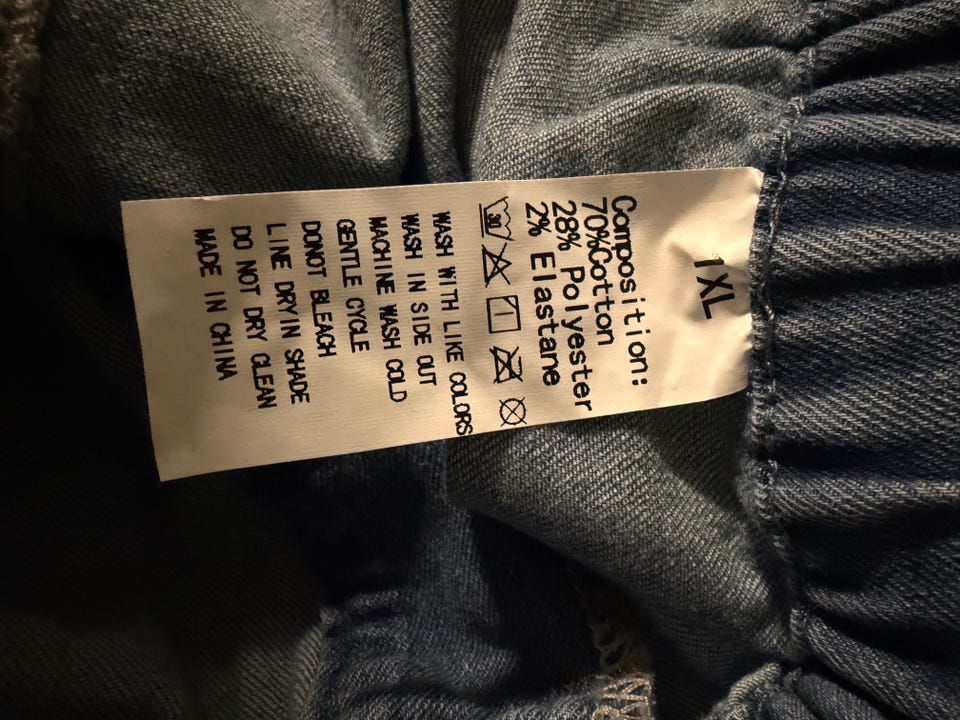 1XL
Composition:
70%Cotton
28% Polyester
2% Elastane
30
WASH WITH LIKE COLORS
WASH IN SIDE OUT
MACHINE WASH COLD
GENTLE CYCLE
DONOT BLEACH
LINE DRYIN SHADE
DO NOT DRY CLEAN
MADE IN CHINA